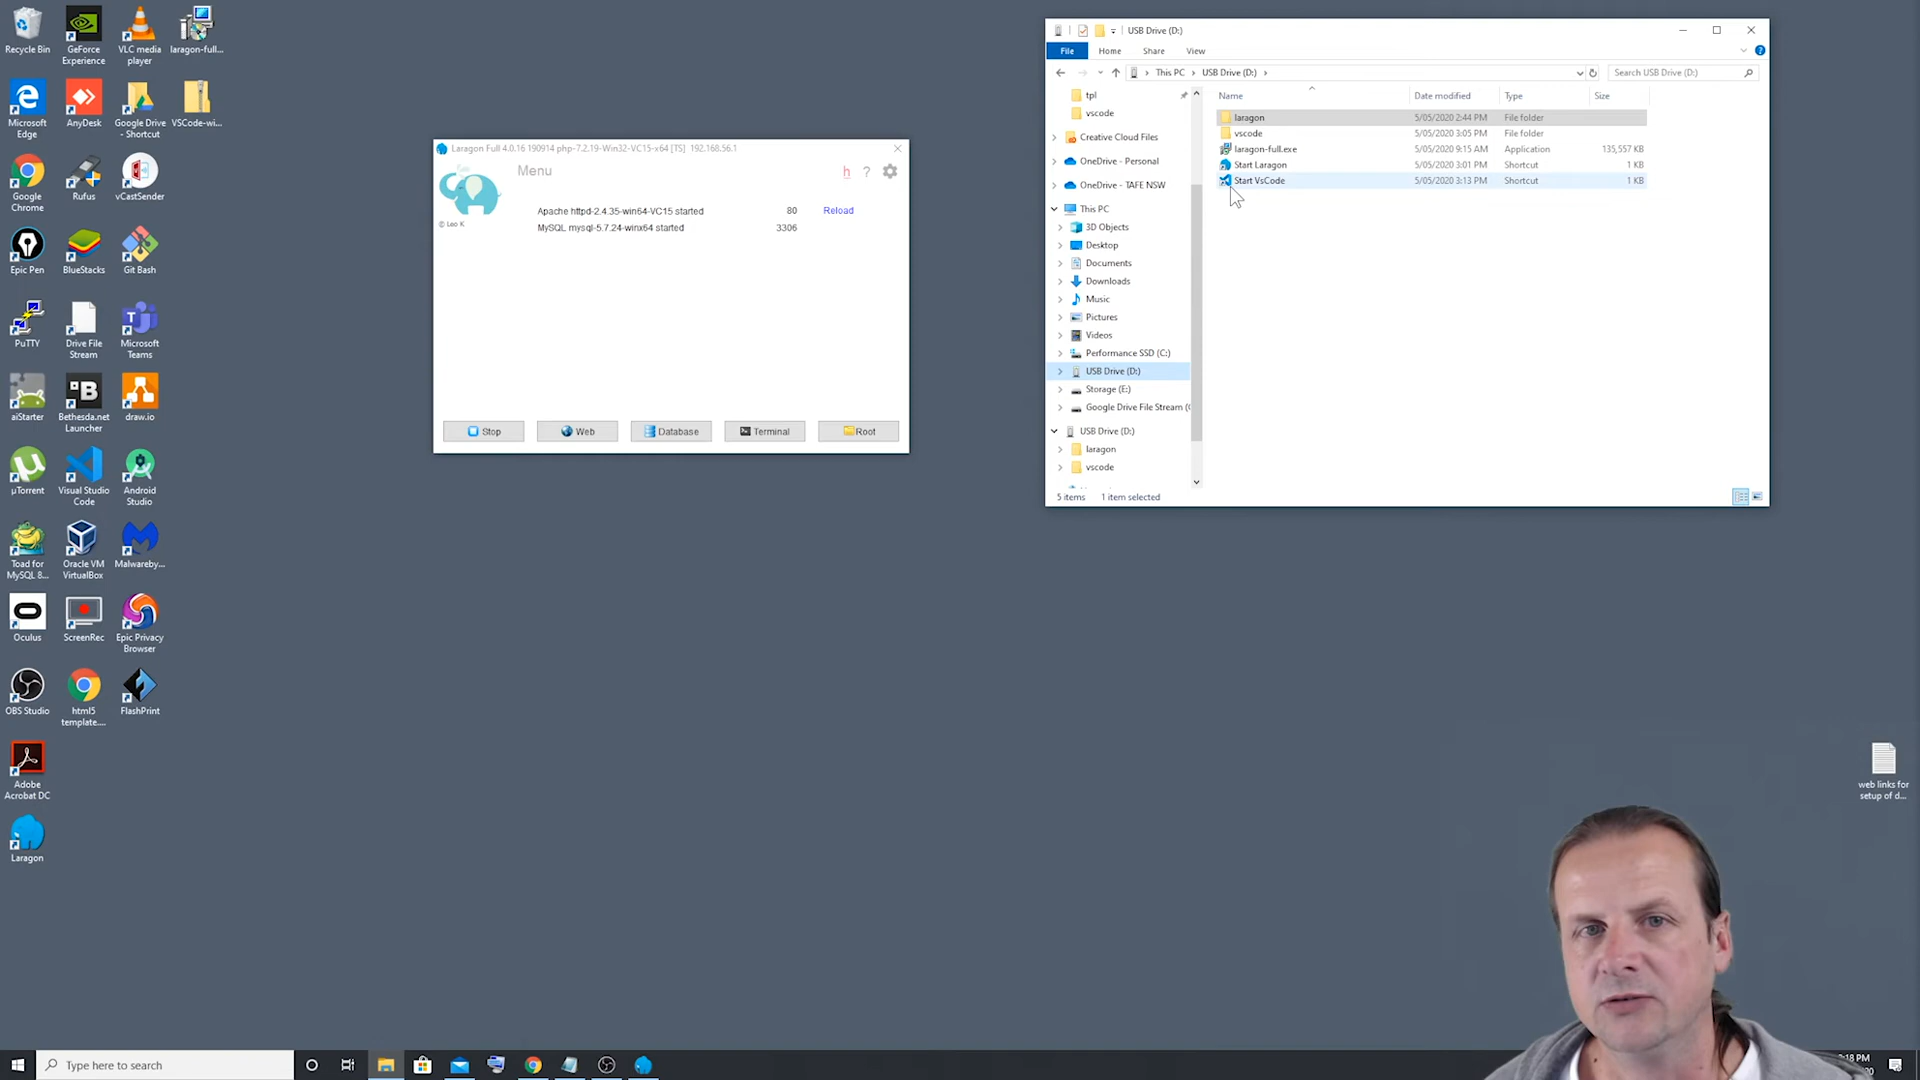 Recycle Bin
GeForce Experience
VLC media player
laragon-full...
Microsoft Edge
AnyDesk
Google Drive - Shortcut
VSCode-wi...
Google Chrome
Rufus
vCastSender
Epic Pen
BlueStacks
Git Bash
PuTTY
Drive File Stream
Microsoft Teams
aiStarter
Bethesda.net Launcher
draw.io
µTorrent
Visual Studio Code
Android Studio
Toad for MySQL 8...
Oracle VM VirtualBox
Malwareby...
Oculus
ScreenRec
Epic Privacy Browser
OBS Studio
html5 template....
FlashPrint
Adobe Acrobat DC
Laragon
Laragon Full 4.0.16 190914 php-7.2.19-Win32-VC15-x64 [TS] 192.168.56.1
Menu
h ?
© Leo K
Apache httpd-2.4.35-win64-VC15 started 80 Reload
MySQL mysql-5.7.24-winx64 started 3306
Stop Web Database Terminal Root
USB Drive (D:)
File Home Share View
This PC USB Drive (D:)
Search USB Drive (D:)
tpl
vscode
Creative Cloud Files
OneDrive - Personal
OneDrive - TAFE NSW
This PC
3D Objects
Desktop
Documents
Downloads
Music
Pictures
Videos
Performance SSD (C:)
USB Drive (D:)
Storage (E:)
Google Drive File Stream (
USB Drive (D:)
laragon
vscode
Name Date modified Type Size
laragon 5/05/2020 2:44 PM File folder
vscode 5/05/2020 3:05 PM File folder
laragon-full.exe 5/05/2020 9:15 AM Application 135,557 KB
Start Laragon 5/05/2020 3:01 PM Shortcut 1 KB
Start VsCode 5/05/2020 3:13 PM Shortcut 1 KB
5 items 1 item selected
web links for setup of d...
Type here to search